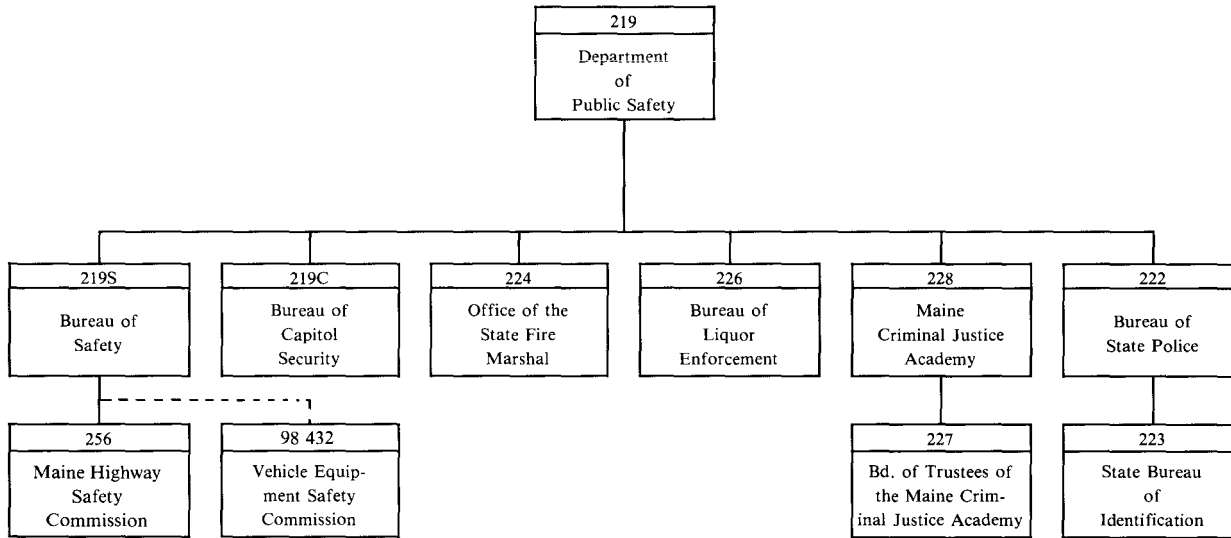 219
Department
of
Public Safety
219S
Bureau of
Safety
219C
Bureau of
Capitol
Security
224
Office of the
State Fire
Marshal
226
Bureau of
Liquor
Enforcement
228
Maine
Criminal Justice
Academy
222
Bureau of
State Police
256
Maine Highway
Safety
Commission
98 432
Vehicle Equip-
ment Safety
Commission
227
Bd. of Trustees of
the Maine Crim-
inal Justice Academy
223
State Bureau
of
Identification